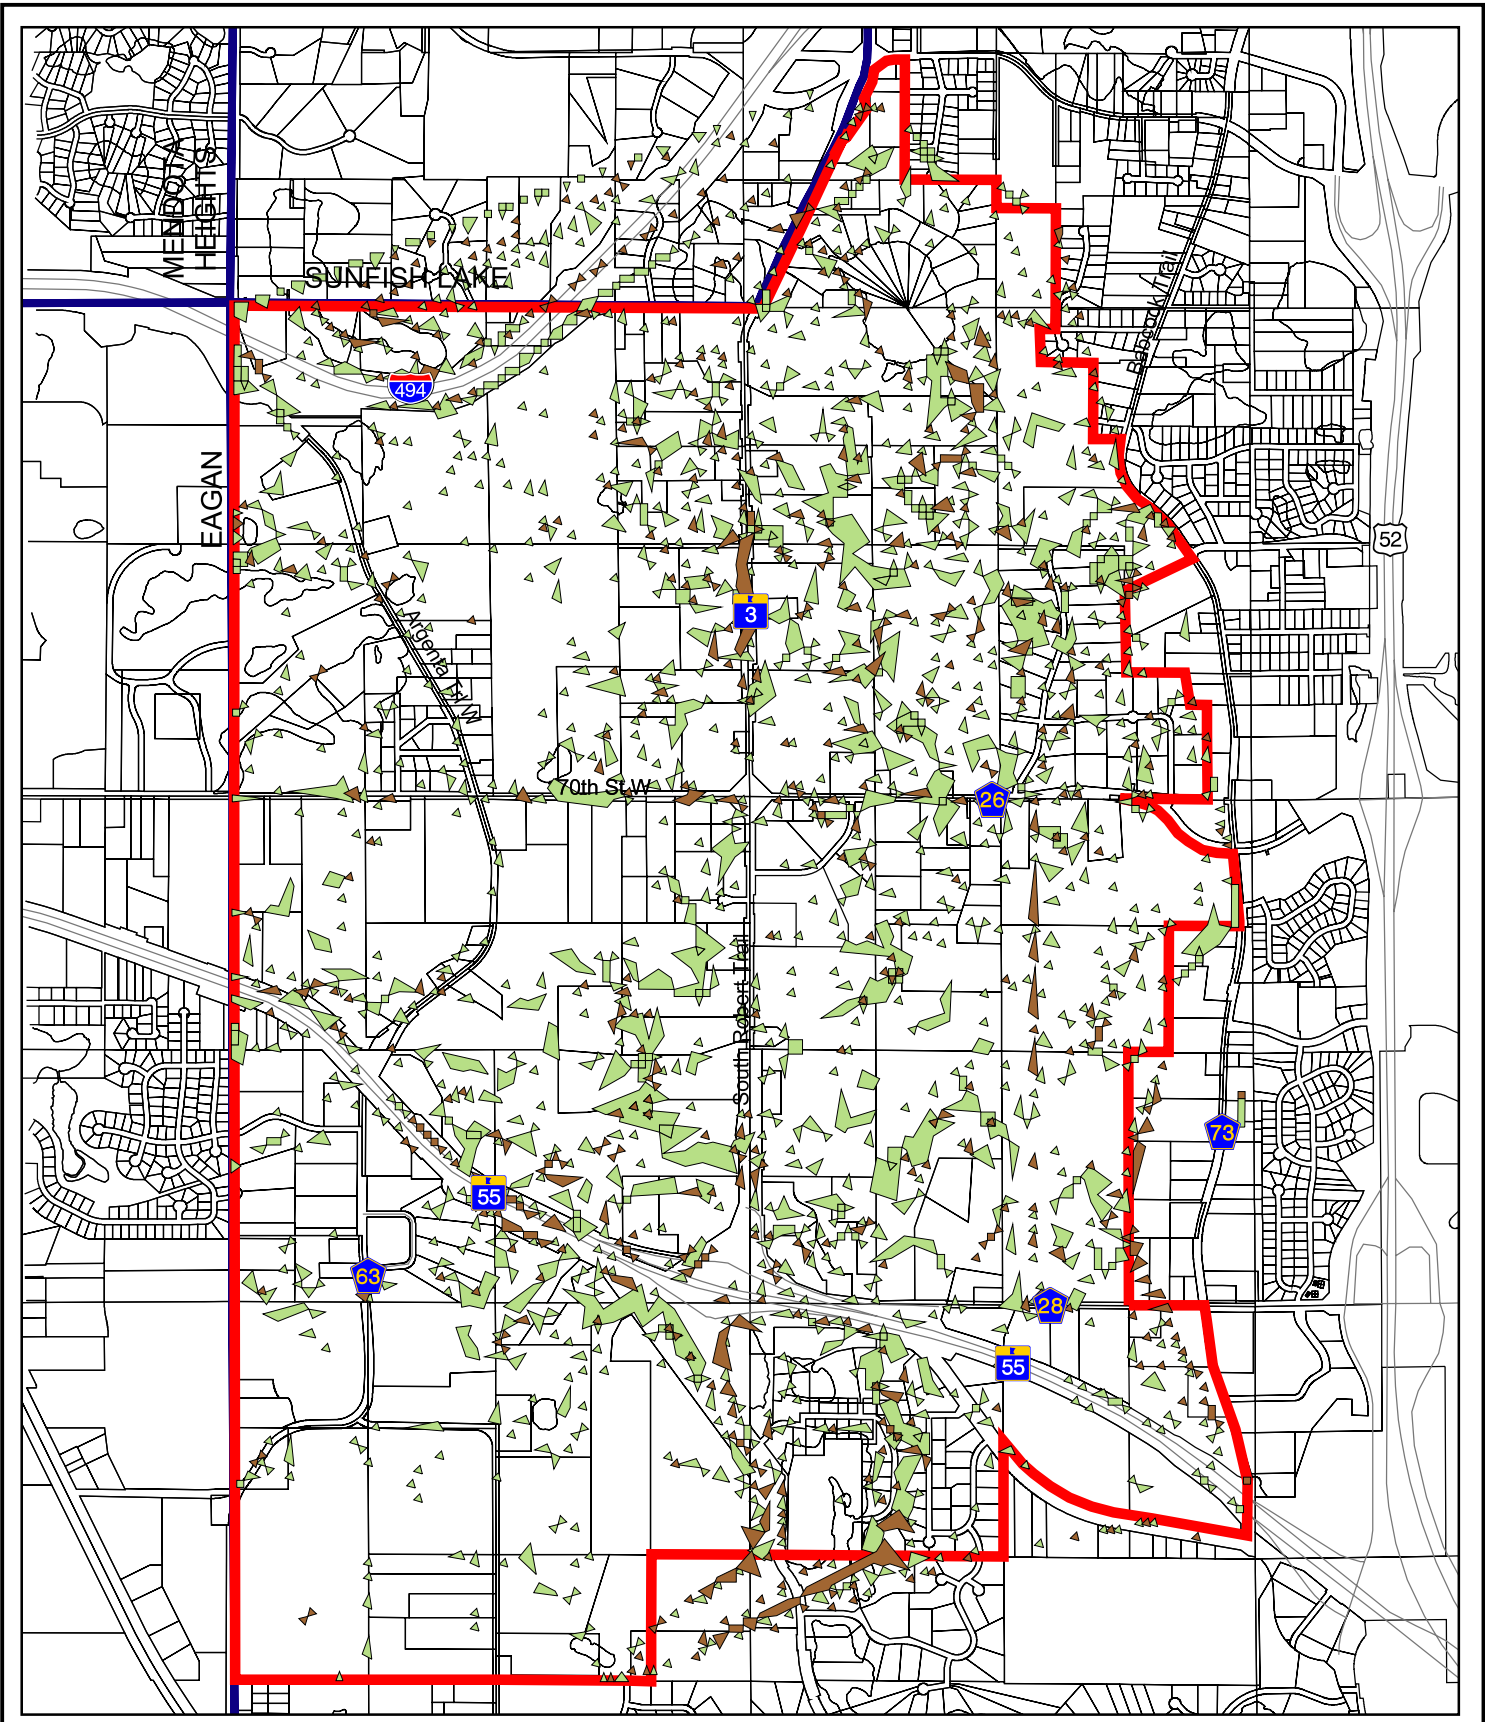 MENDOTA
HEIGHTS
SUNFISH LAKE
Babcock Trail
494
EAGAN
52
3
Argenta Tr W
70th St W
26
South Robert Trail
73
55
63
28
55